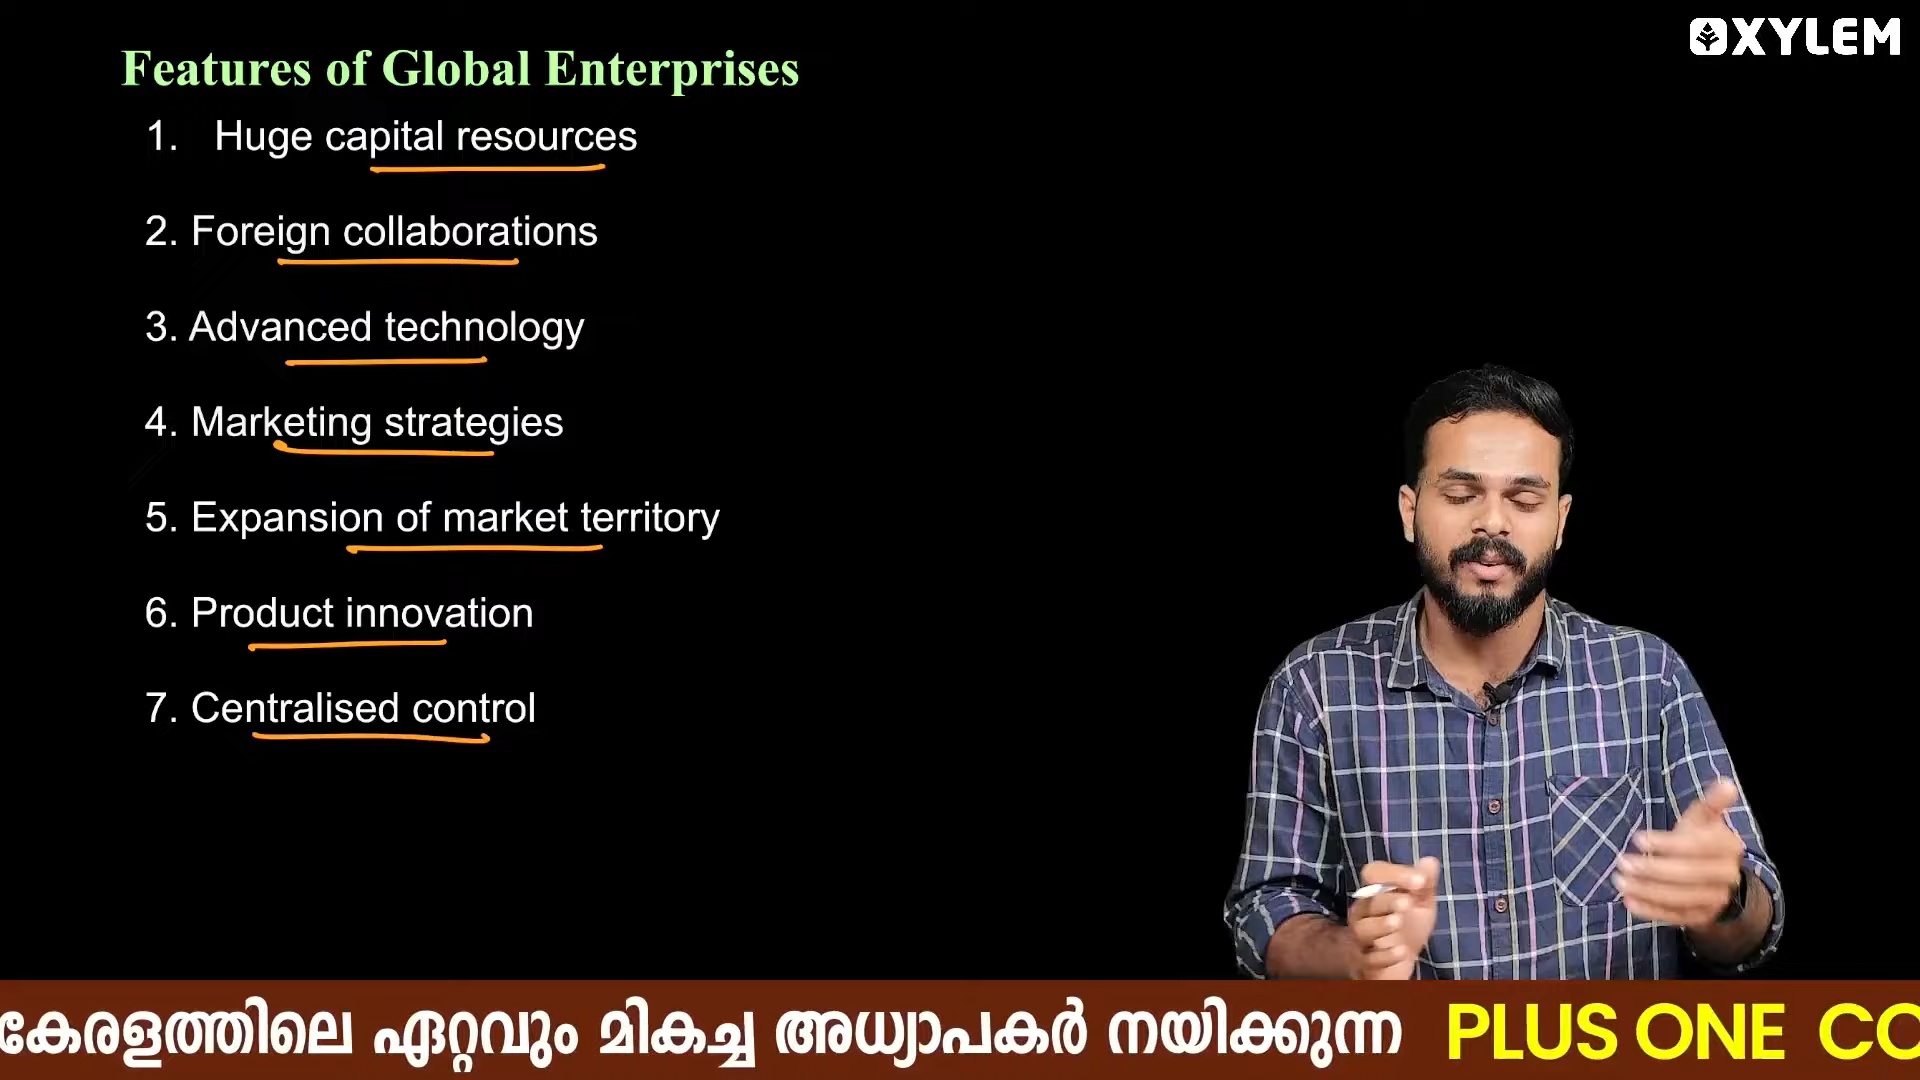 XYLEM
Features of Global Enterprises
1. Huge capital resources
2. Foreign collaborations
3. Advanced technology
4. Marketing strategies
5. Expansion of market territory
6. Product innovation
7. Centralised control
കേരളത്തിലെ ഏറ്റവും മികച്ച അധ്യാപകർ നയിക്കുന്ന PLUS ONE CO